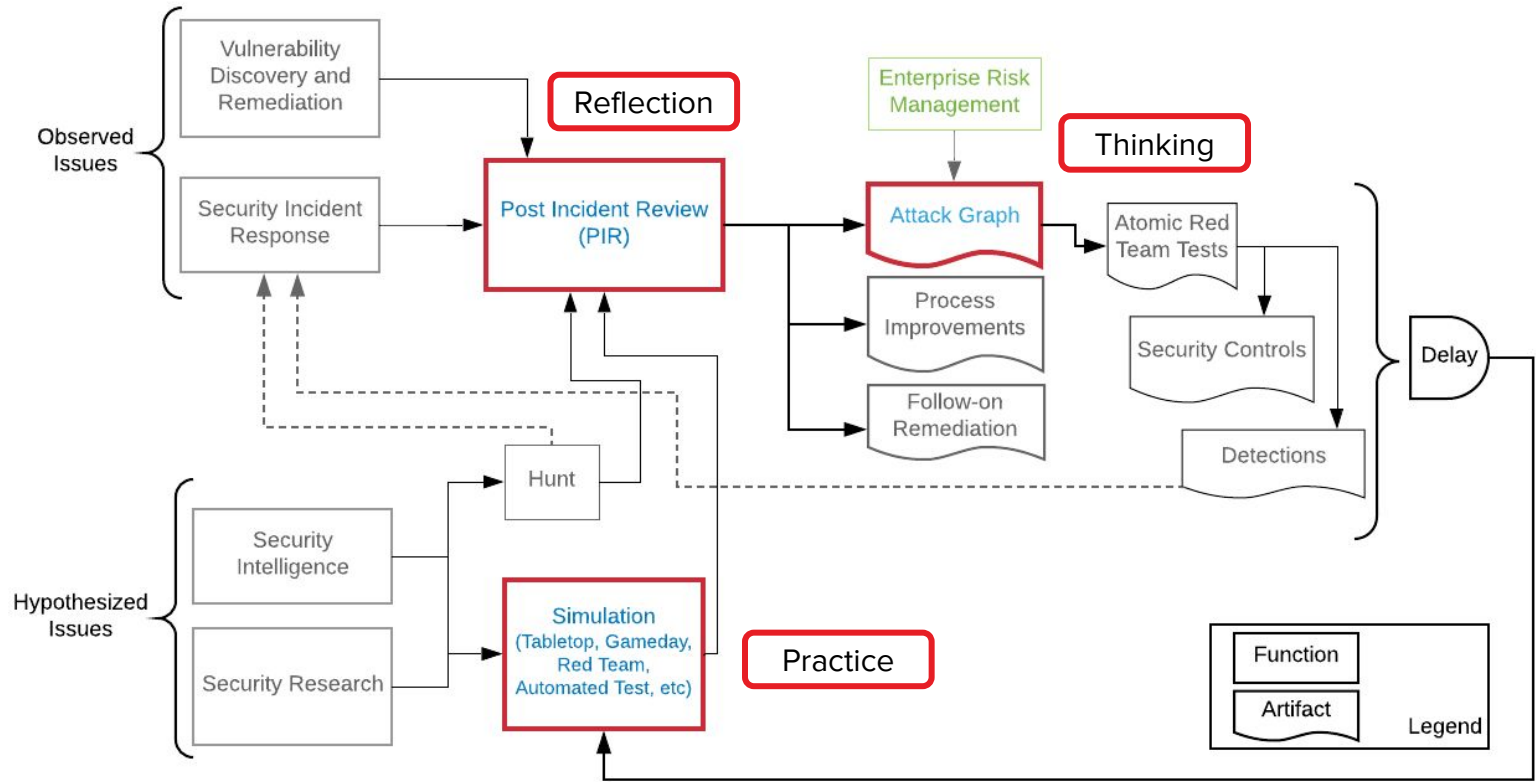 Vulnerability
Discovery and
Remediation
Reflection
Enterprise Risk
Management
Thinking
Observed
Issues
Security Incident
Response
Post Incident Review
(PIR)
Attack Graph
Atomic Red
Team Tests
Process
Improvements
Security Controls
Delay
Follow-on
Remediation
Detections
Hunt
Security
Intelligence
Hypothesized
Issues
Simulation
(Tabletop, Gameday,
Red Team,
Automated Test, etc)
Practice
Security Research
Function
Artifact
Legend